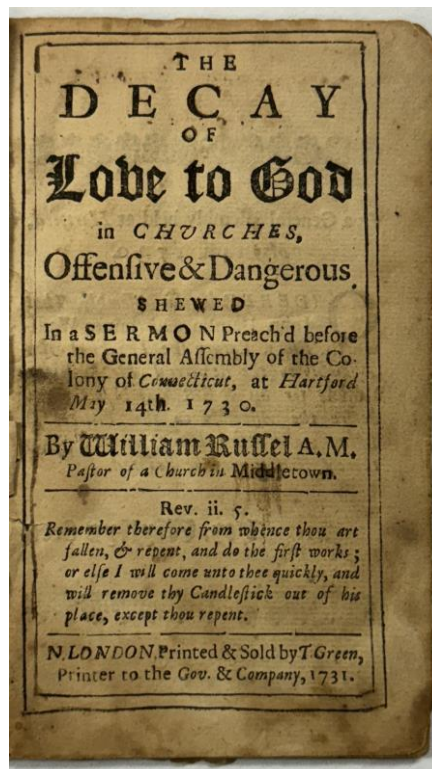 THE
DECAY
OF
Love to God
in CHVRCHES,
Offenſive & Dangerous
SHEWED
In a SERMON Preach'd before
the General Aſſembly of the Co-
lony of Connecticut, at Hartford
May 14th. 1730.
By William Ruſſel A.M.
Paſtor of a Church in Middletown.
Rev. ii. 5.
Remember therefore from whence thou art
fallen, & repent, and do the firſt works;
or elſe I will come unto thee quickly, and
will remove thy Candleſtick out of his
place, except thou repent.
N. LONDON, Printed & Sold by T Green,
Printer to the Gov. & Company, 1731.